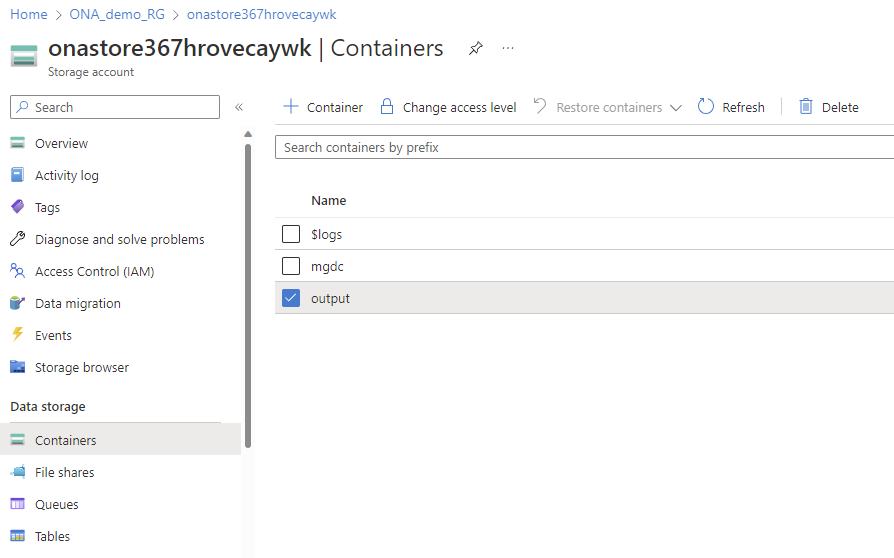 Home > ONA_demo_RG > onastore367hrovecaywk
onastore367hrovecaywk | Containers
Storage account
Search
«
Container
Change access level
Restore containers
Refresh
Delete
Search containers by prefix
Overview
Activity log
Tags
Diagnose and solve problems
Access Control (IAM)
Data migration
Events
Storage browser
Data storage
Containers
File shares
Queues
Tables
Name
$logs
mgdc
output